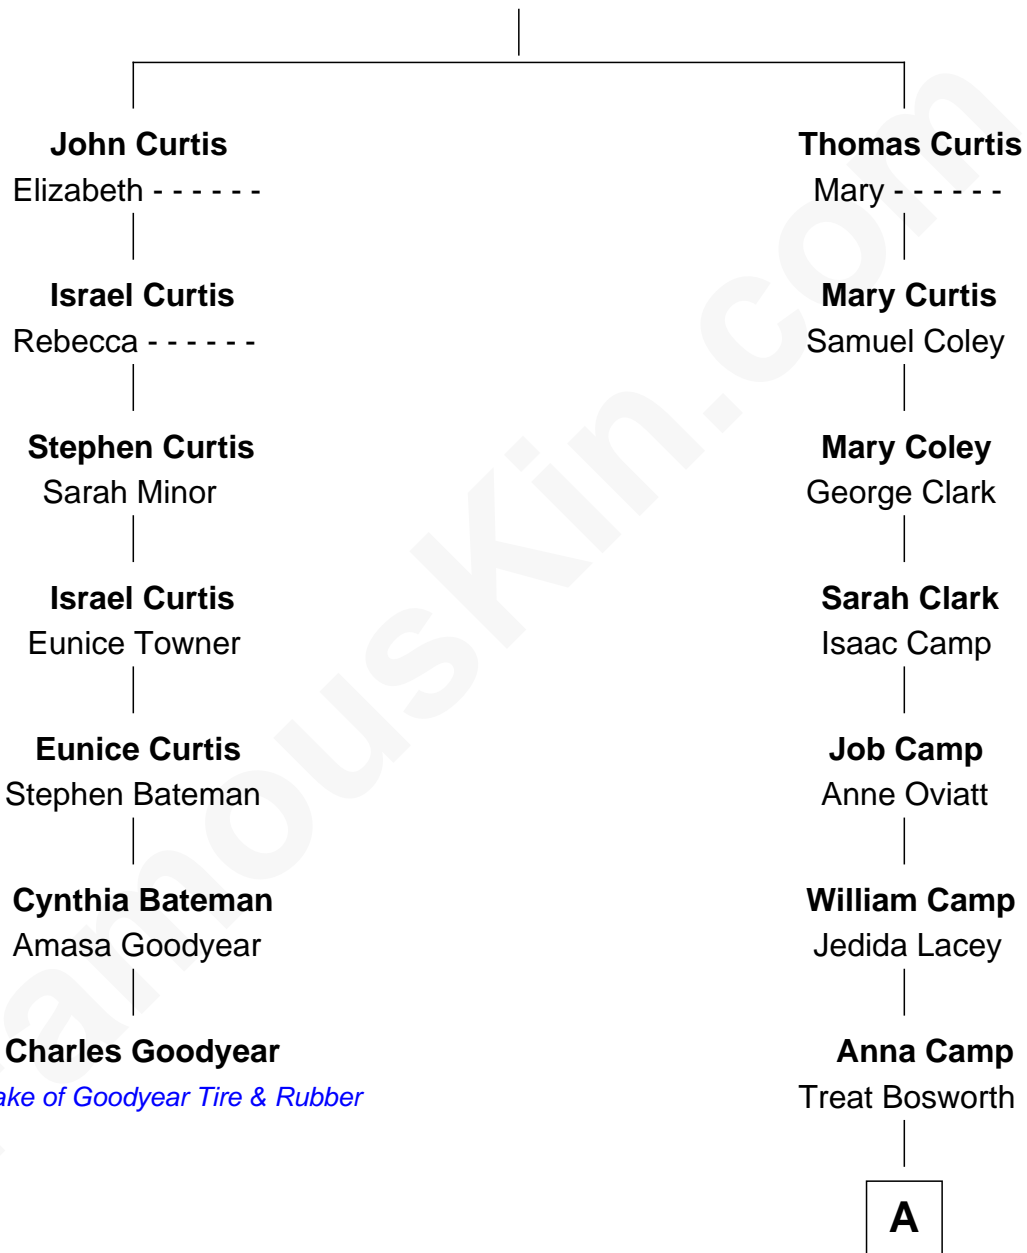 John Curtis
Elizabeth - - - - - -
Israel Curtis
Rebecca - - - - - -
Stephen Curtis
Sarah Minor
Israel Curtis
Eunice Towner
Eunice Curtis
Stephen Bateman
Cynthia Bateman
Amasa Goodyear
Charles Goodyear
of Goodyear Tire & Rubber
Thomas Curtis
Mary - - - - - -
Mary Curtis
Samuel Coley
Mary Coley
George Clark
Sarah Clark
Isaac Camp
Job Camp
Anne Oviatt
William Camp
Jedida Lacey
Anna Camp
Treat Bosworth
A
FamousKin.com